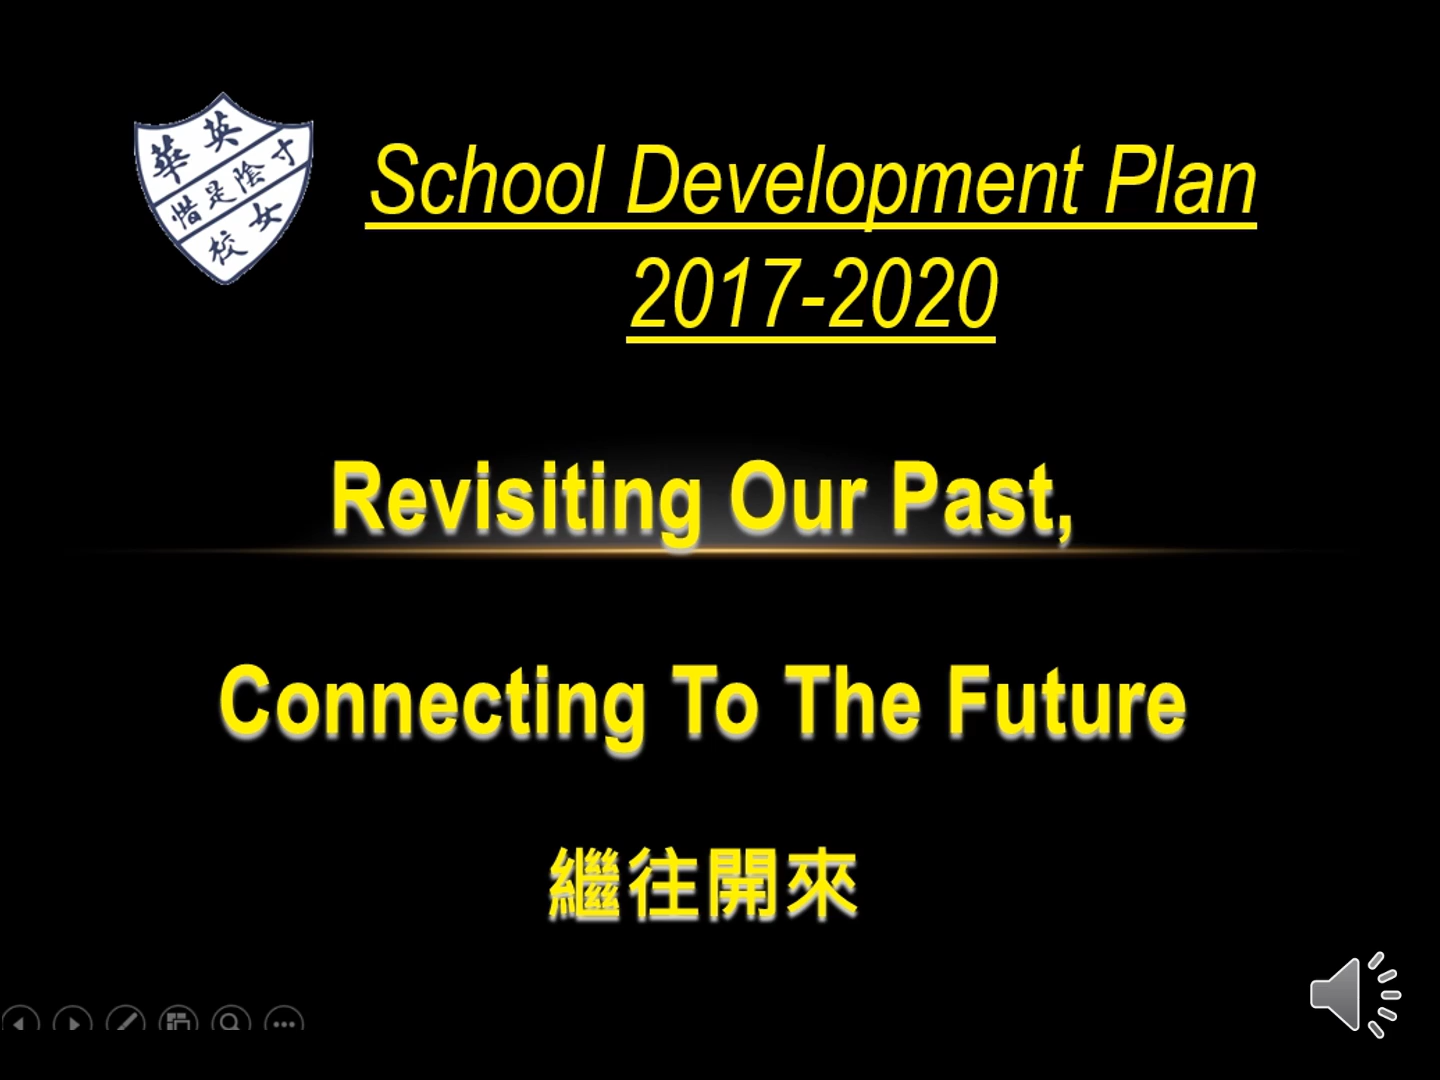 英華
寸陰是惜
女校
School Development Plan
2017-2020
Revisiting Our Past,
Connecting To The Future
繼往開來